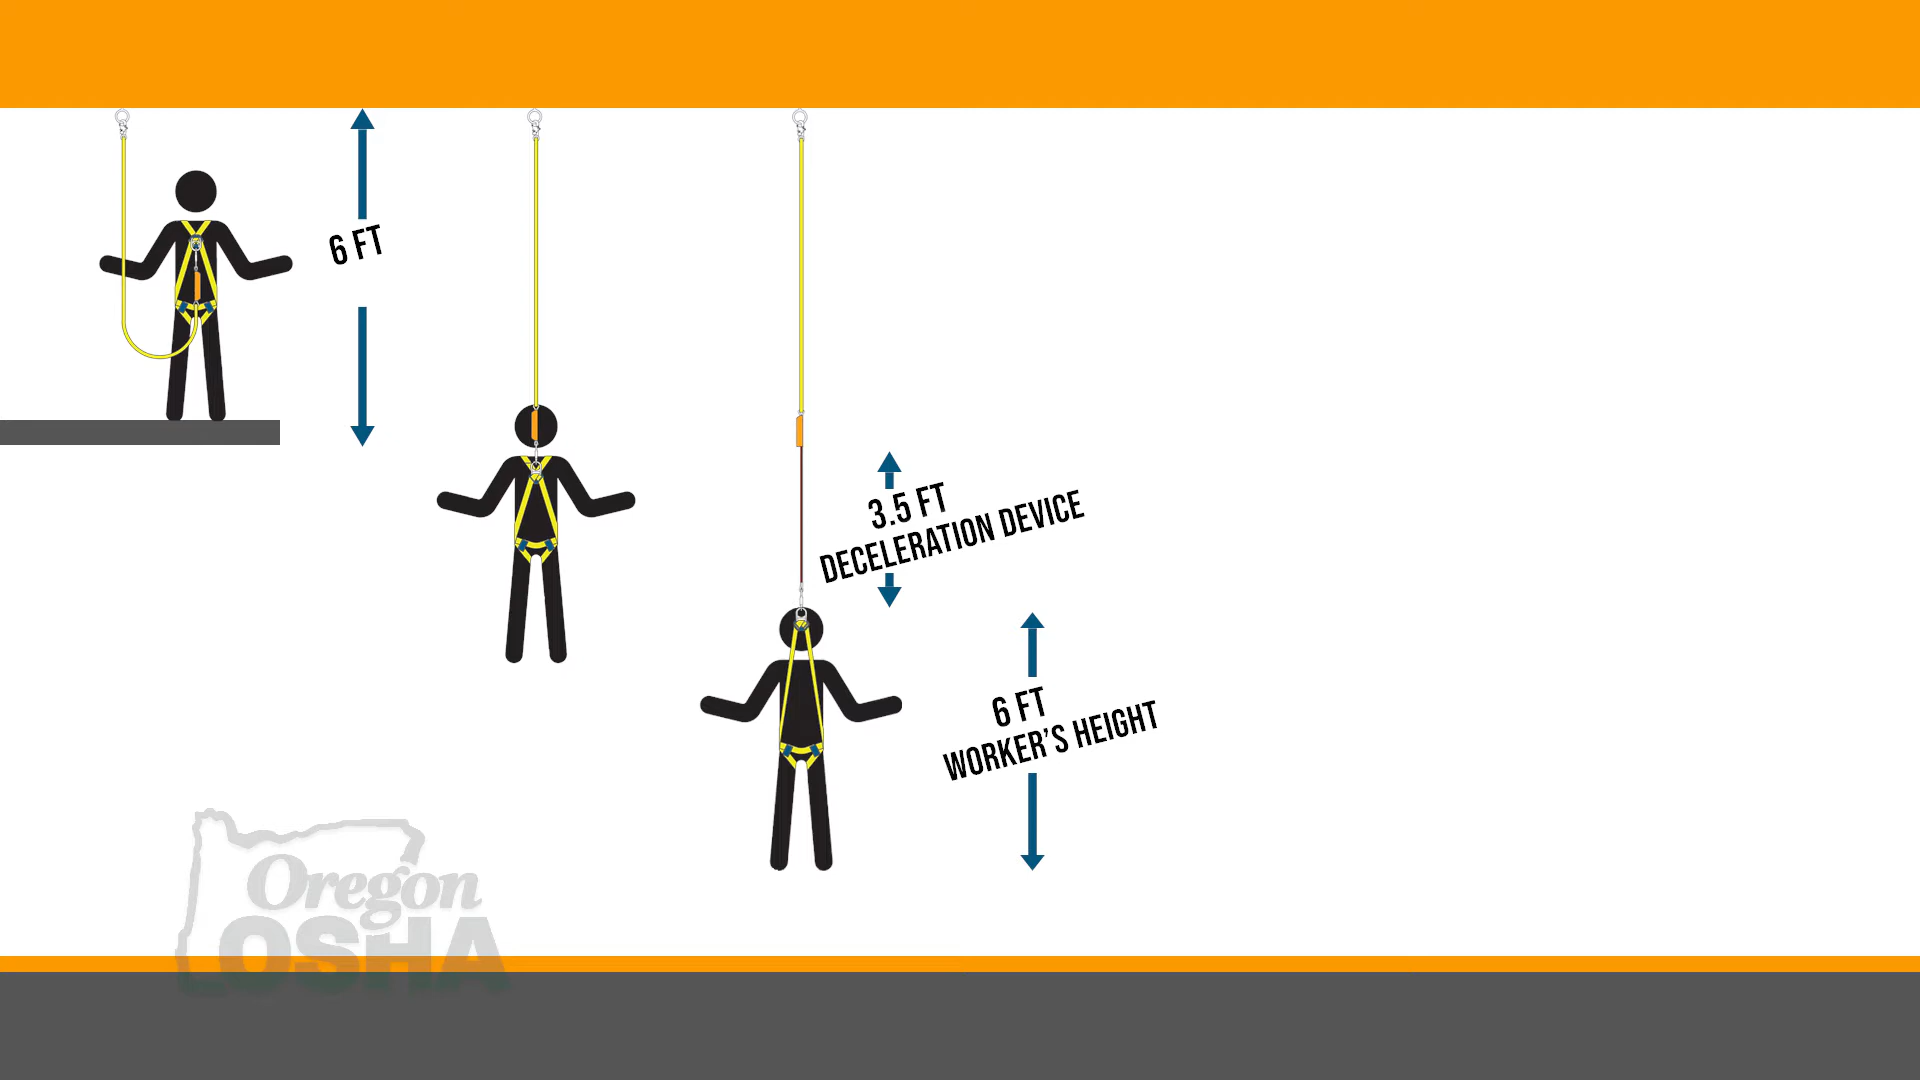 6 FT
3.5 FT
DECELERATION DEVICE
6 FT
WORKER'S HEIGHT
Oregon
OSHA